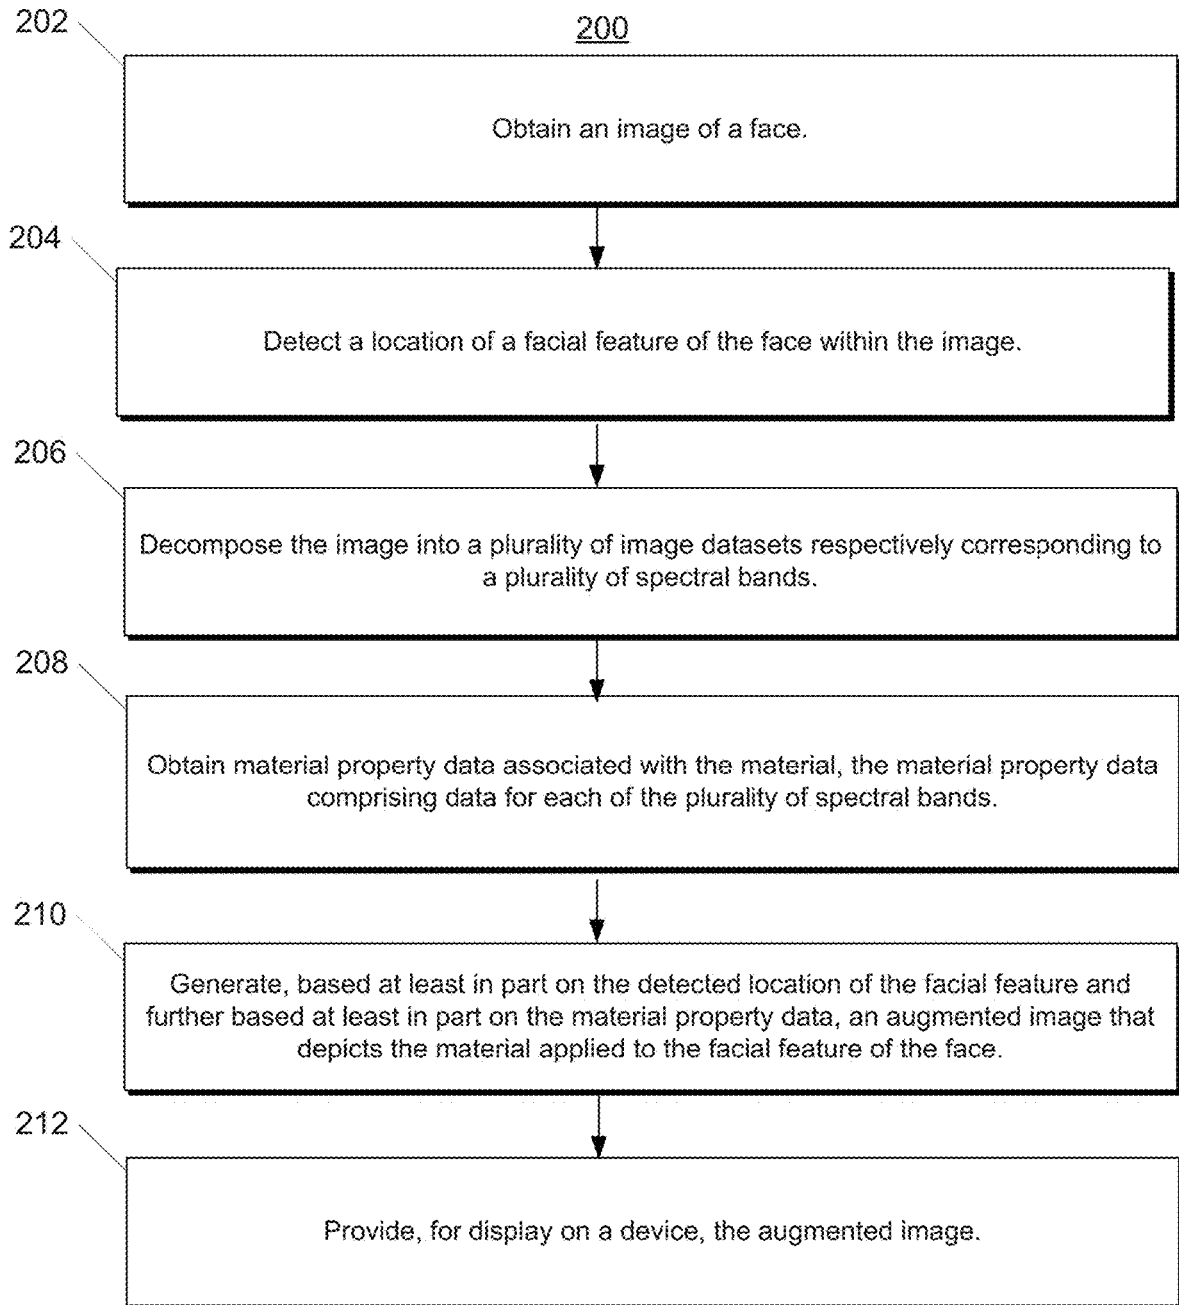 200
202
Obtain an image of a face.
204
Detect a location of a facial feature of the face within the image.
206
Decompose the image into a plurality of image datasets respectively corresponding to
a plurality of spectral bands.
208
Obtain material property data associated with the material, the material property data
comprising data for each of the plurality of spectral bands.
210
Generate, based at least in part on the detected location of the facial feature and
further based at least in part on the material property data, an augmented image that
depicts the material applied to the facial feature of the face.
212
Provide, for display on a device, the augmented image.